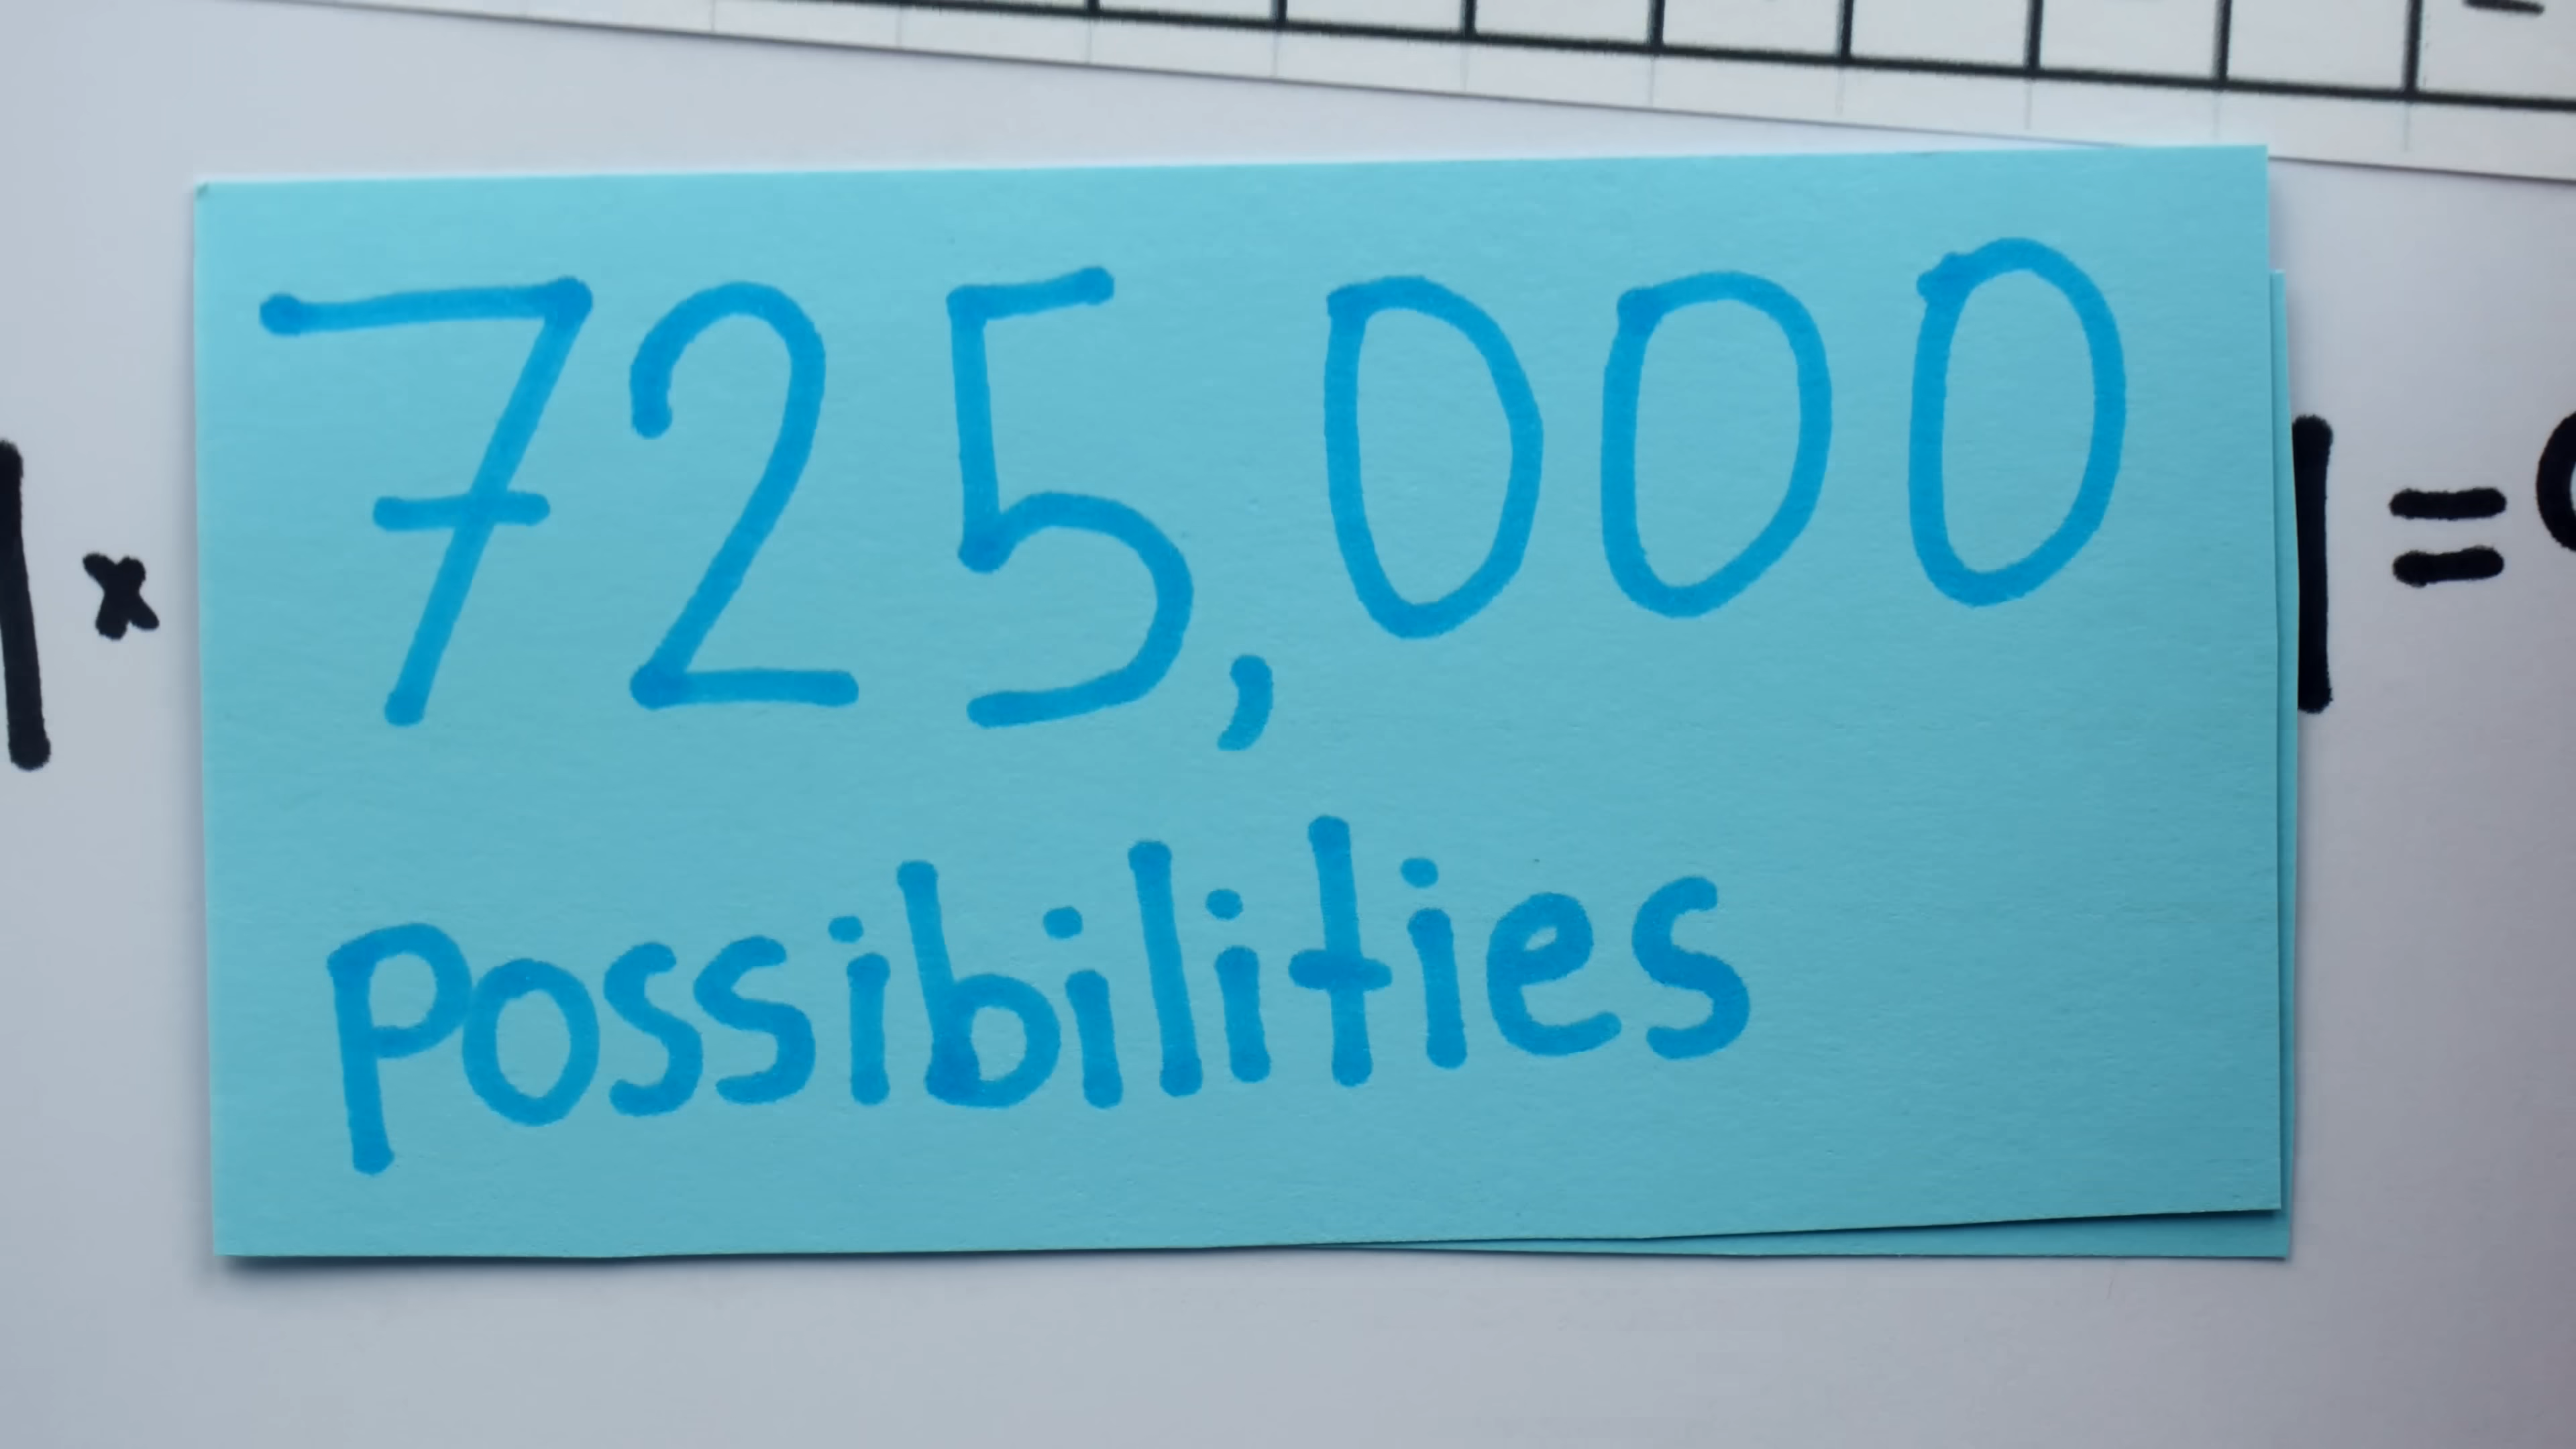 725,000
possibilities
| × | =